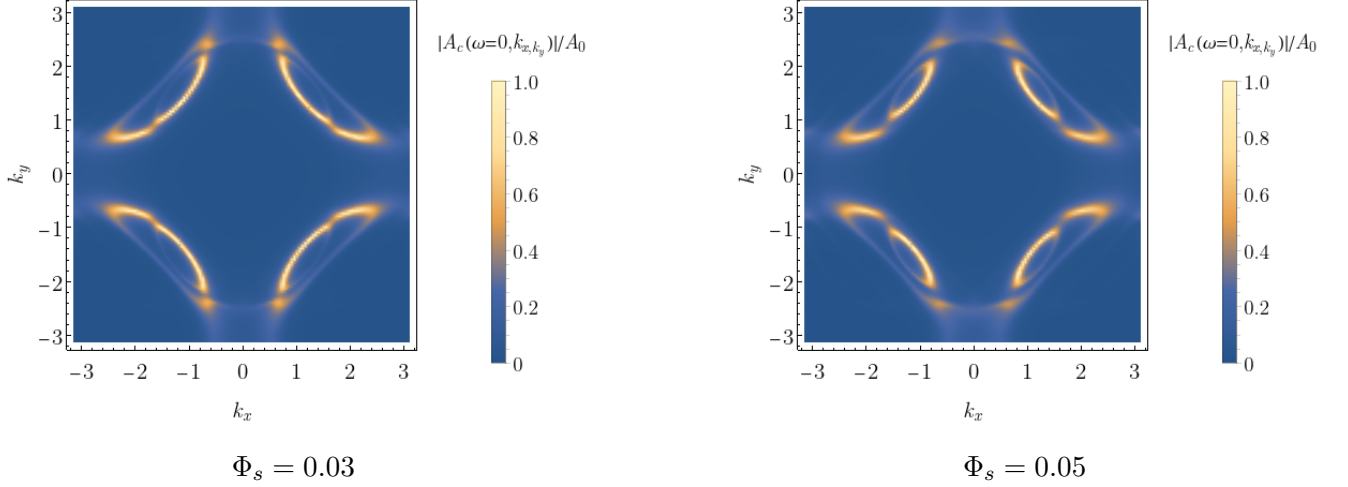 |A_c(ω=0,k_{x,k_y})|/A_0
1.0
0.8
0.6
0.4
0.2
0
3
2
1
0
−1
−2
−3
k_y
−3 −2 −1 0 1 2 3
k_x
Φ_s = 0.03
|A_c(ω=0,k_{x,k_y})|/A_0
1.0
0.8
0.6
0.4
0.2
0
3
2
1
0
−1
−2
−3
k_y
−3 −2 −1 0 1 2 3
k_x
Φ_s = 0.05